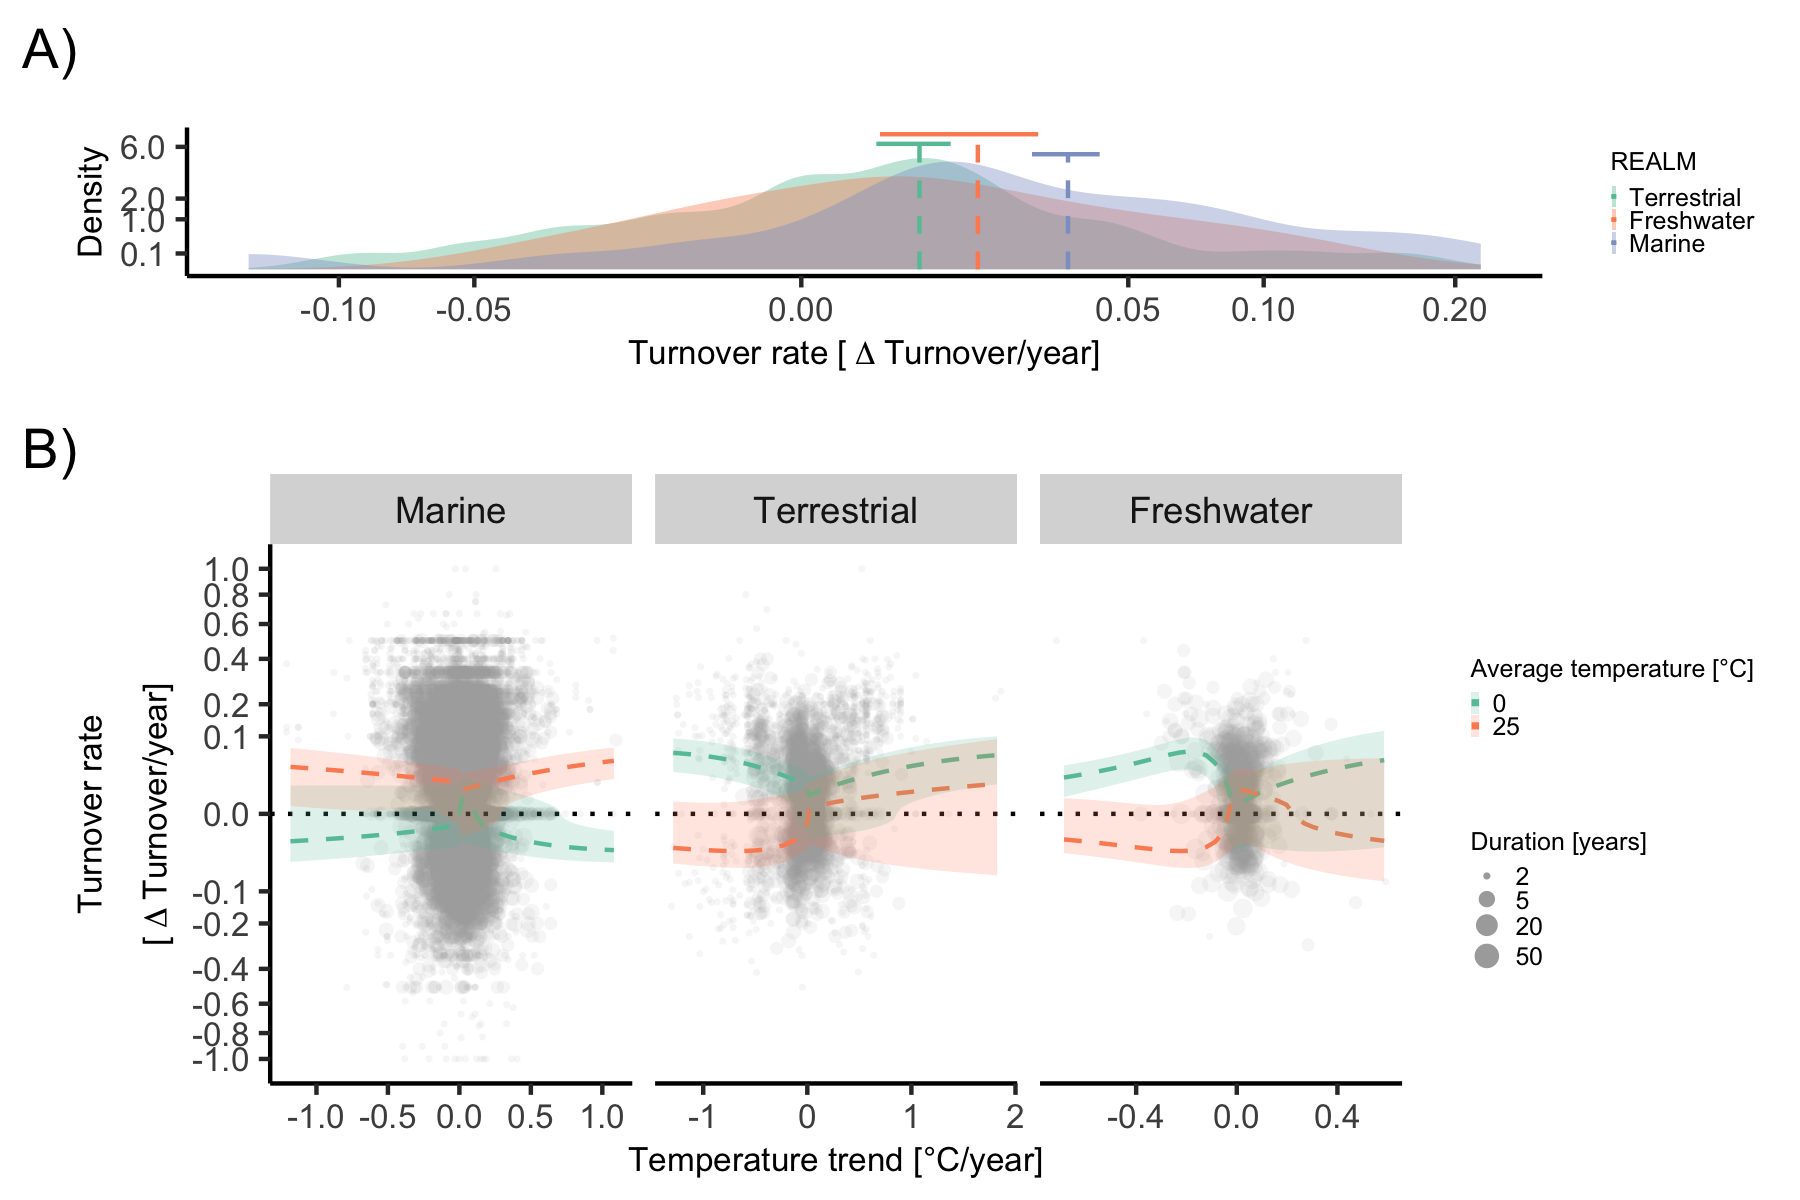 A)
Density
6.0
2.0
1.0
0.1
-0.10 -0.05 0.00 0.05 0.10 0.20
Turnover rate [ Δ Turnover/year]
REALM
Terrestrial
Freshwater
Marine
B)
Marine Terrestrial Freshwater
Turnover rate
[ Δ Turnover/year]
1.0
0.8
0.6
0.4
0.2
0.1
0.0
-0.1
-0.2
-0.4
-0.6
-0.8
-1.0
-1.0 -0.5 0.0 0.5 1.0 -1 0 1 2 -0.4 0.0 0.4
Temperature trend [°C/year]
Average temperature [°C]
0
25
Duration [years]
2
5
20
50